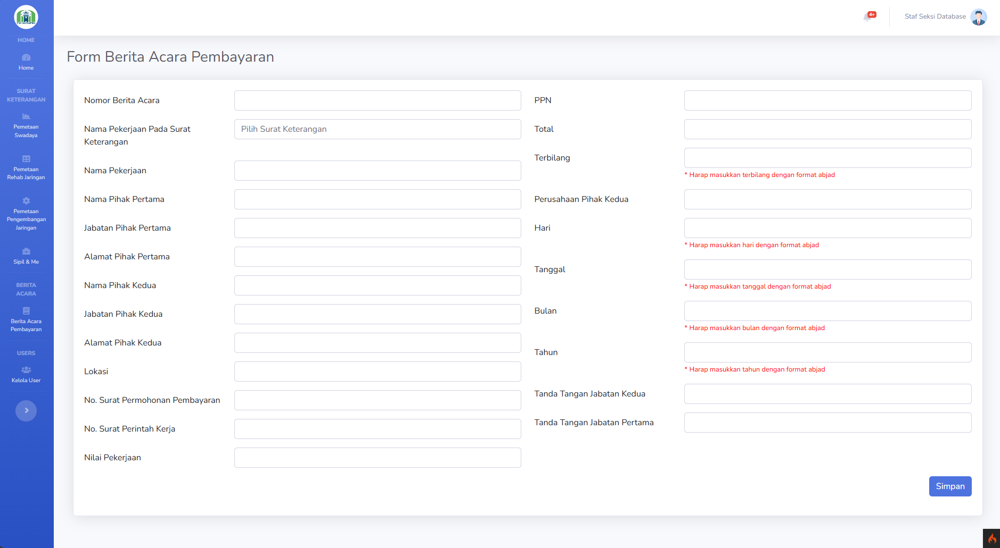 HOME
Home
SURAT
KETERANGAN
Pemetaan
Swadaya
Pemetaan
Rehab Jaringan
Pemetaan
Pengembangan
Jaringan
Sipil & Me
BERITA
ACARA
Berita Acara
Pembayaran
USERS
Kelola User
4+
Staf Seksi Database
Form Berita Acara Pembayaran
Nomor Berita Acara
Nama Pekerjaan Pada Surat
Keterangan
Pilih Surat Keterangan
Nama Pekerjaan
Nama Pihak Pertama
Jabatan Pihak Pertama
Alamat Pihak Pertama
Nama Pihak Kedua
Jabatan Pihak Kedua
Alamat Pihak Kedua
Lokasi
No. Surat Permohonan Pembayaran
No. Surat Perintah Kerja
Nilai Pekerjaan
PPN
Total
Terbilang
* Harap masukkan terbilang dengan format abjad
Perusahaan Pihak Kedua
Hari
* Harap masukkan hari dengan format abjad
Tanggal
* Harap masukkan tanggal dengan format abjad
Bulan
* Harap masukkan bulan dengan format abjad
Tahun
* Harap masukkan tahun dengan format abjad
Tanda Tangan Jabatan Kedua
Tanda Tangan Jabatan Pertama
Simpan